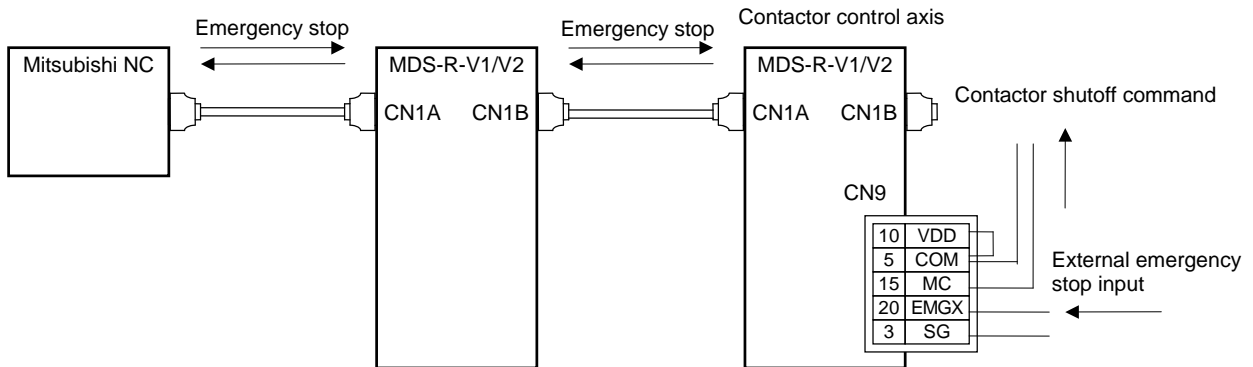 Emergency stop
Emergency stop
Contactor control axis
Mitsubishi NC
MDS-R-V1/V2
MDS-R-V1/V2
Contactor shutoff command
CN1A CN1B
CN1A CN1B
CN9
10 VDD
5 COM
15 MC
20 EMGX
3 SG
External emergency
stop input